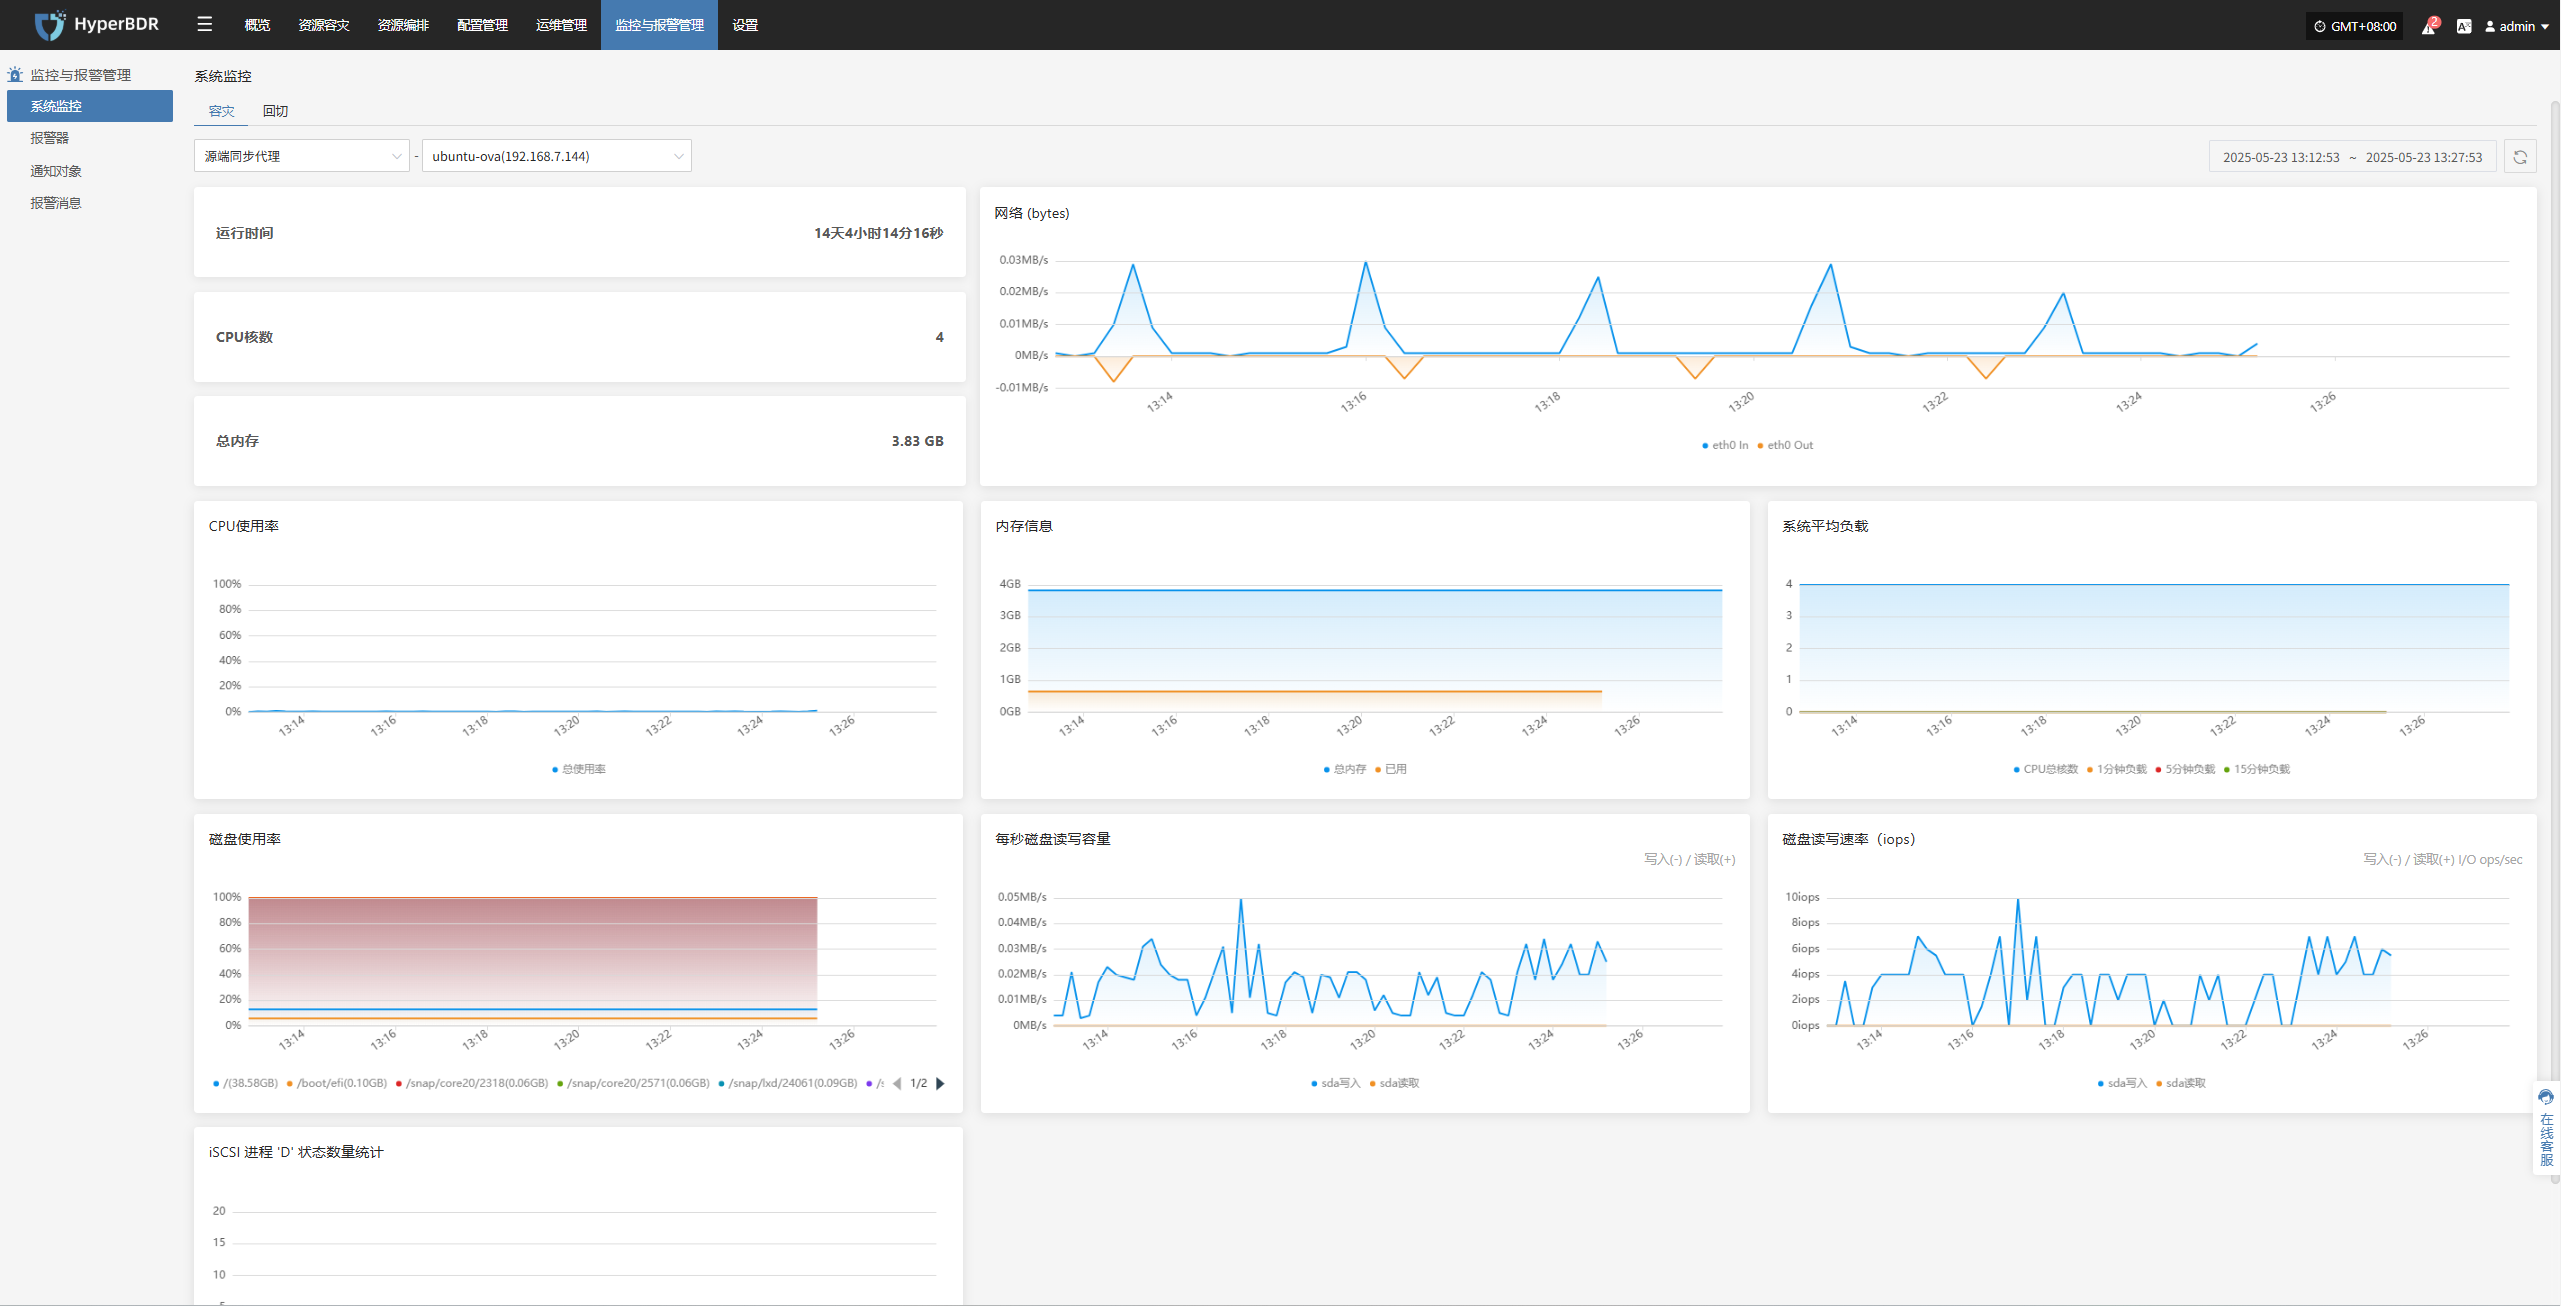 HyperBDR 概览 资源容灾 资源编排 配置管理 运维管理 监控与报警管理 设置 GMT+08:00 2 admin
监控与报警管理
系统监控
报警器
通知对象
报警消息
系统监控
容灾 回切
源端同步代理 - ubuntu-ova(192.168.7.144) 2025-05-23 13:12:53 ~ 2025-05-23 13:27:53
运行时间 14天4小时14分16秒
CPU核数 4
总内存 3.83 GB
网络 (bytes)
0.03MB/s
0.02MB/s
0.01MB/s
0MB/s
-0.01MB/s
13:14 13:16 13:18 13:20 13:22 13:24 13:26
eth0 In eth0 Out
CPU使用率
100%
80%
60%
40%
20%
0%
13:14 13:16 13:18 13:20 13:22 13:24 13:26
总使用率
内存信息
4GB
3GB
2GB
1GB
0GB
13:14 13:16 13:18 13:20 13:22 13:24 13:26
总内存 已用
系统平均负载
4
3
2
1
0
13:14 13:16 13:18 13:20 13:22 13:24 13:26
CPU总核数 1分钟负载 5分钟负载 15分钟负载
磁盘使用率
100%
80%
60%
40%
20%
0%
13:14 13:16 13:18 13:20 13:22 13:24 13:26
/(38.58GB) /boot/efi(0.10GB) /snap/core20/2318(0.06GB) /snap/core20/2571(0.06GB) /snap/lxd/24061(0.09GB) 1/2
每秒磁盘读写容量
写入(-) / 读取(+)
0.05MB/s
0.04MB/s
0.03MB/s
0.02MB/s
0.01MB/s
0MB/s
13:14 13:16 13:18 13:20 13:22 13:24 13:26
sda写入 sda读取
磁盘读写速率（iops）
写入(-) / 读取(+) I/O ops/sec
10iops
8iops
6iops
4iops
2iops
0iops
13:14 13:16 13:18 13:20 13:22 13:24 13:26
sda写入 sda读取
iSCSI 进程 'D' 状态数量统计
20
15
10
在线客服